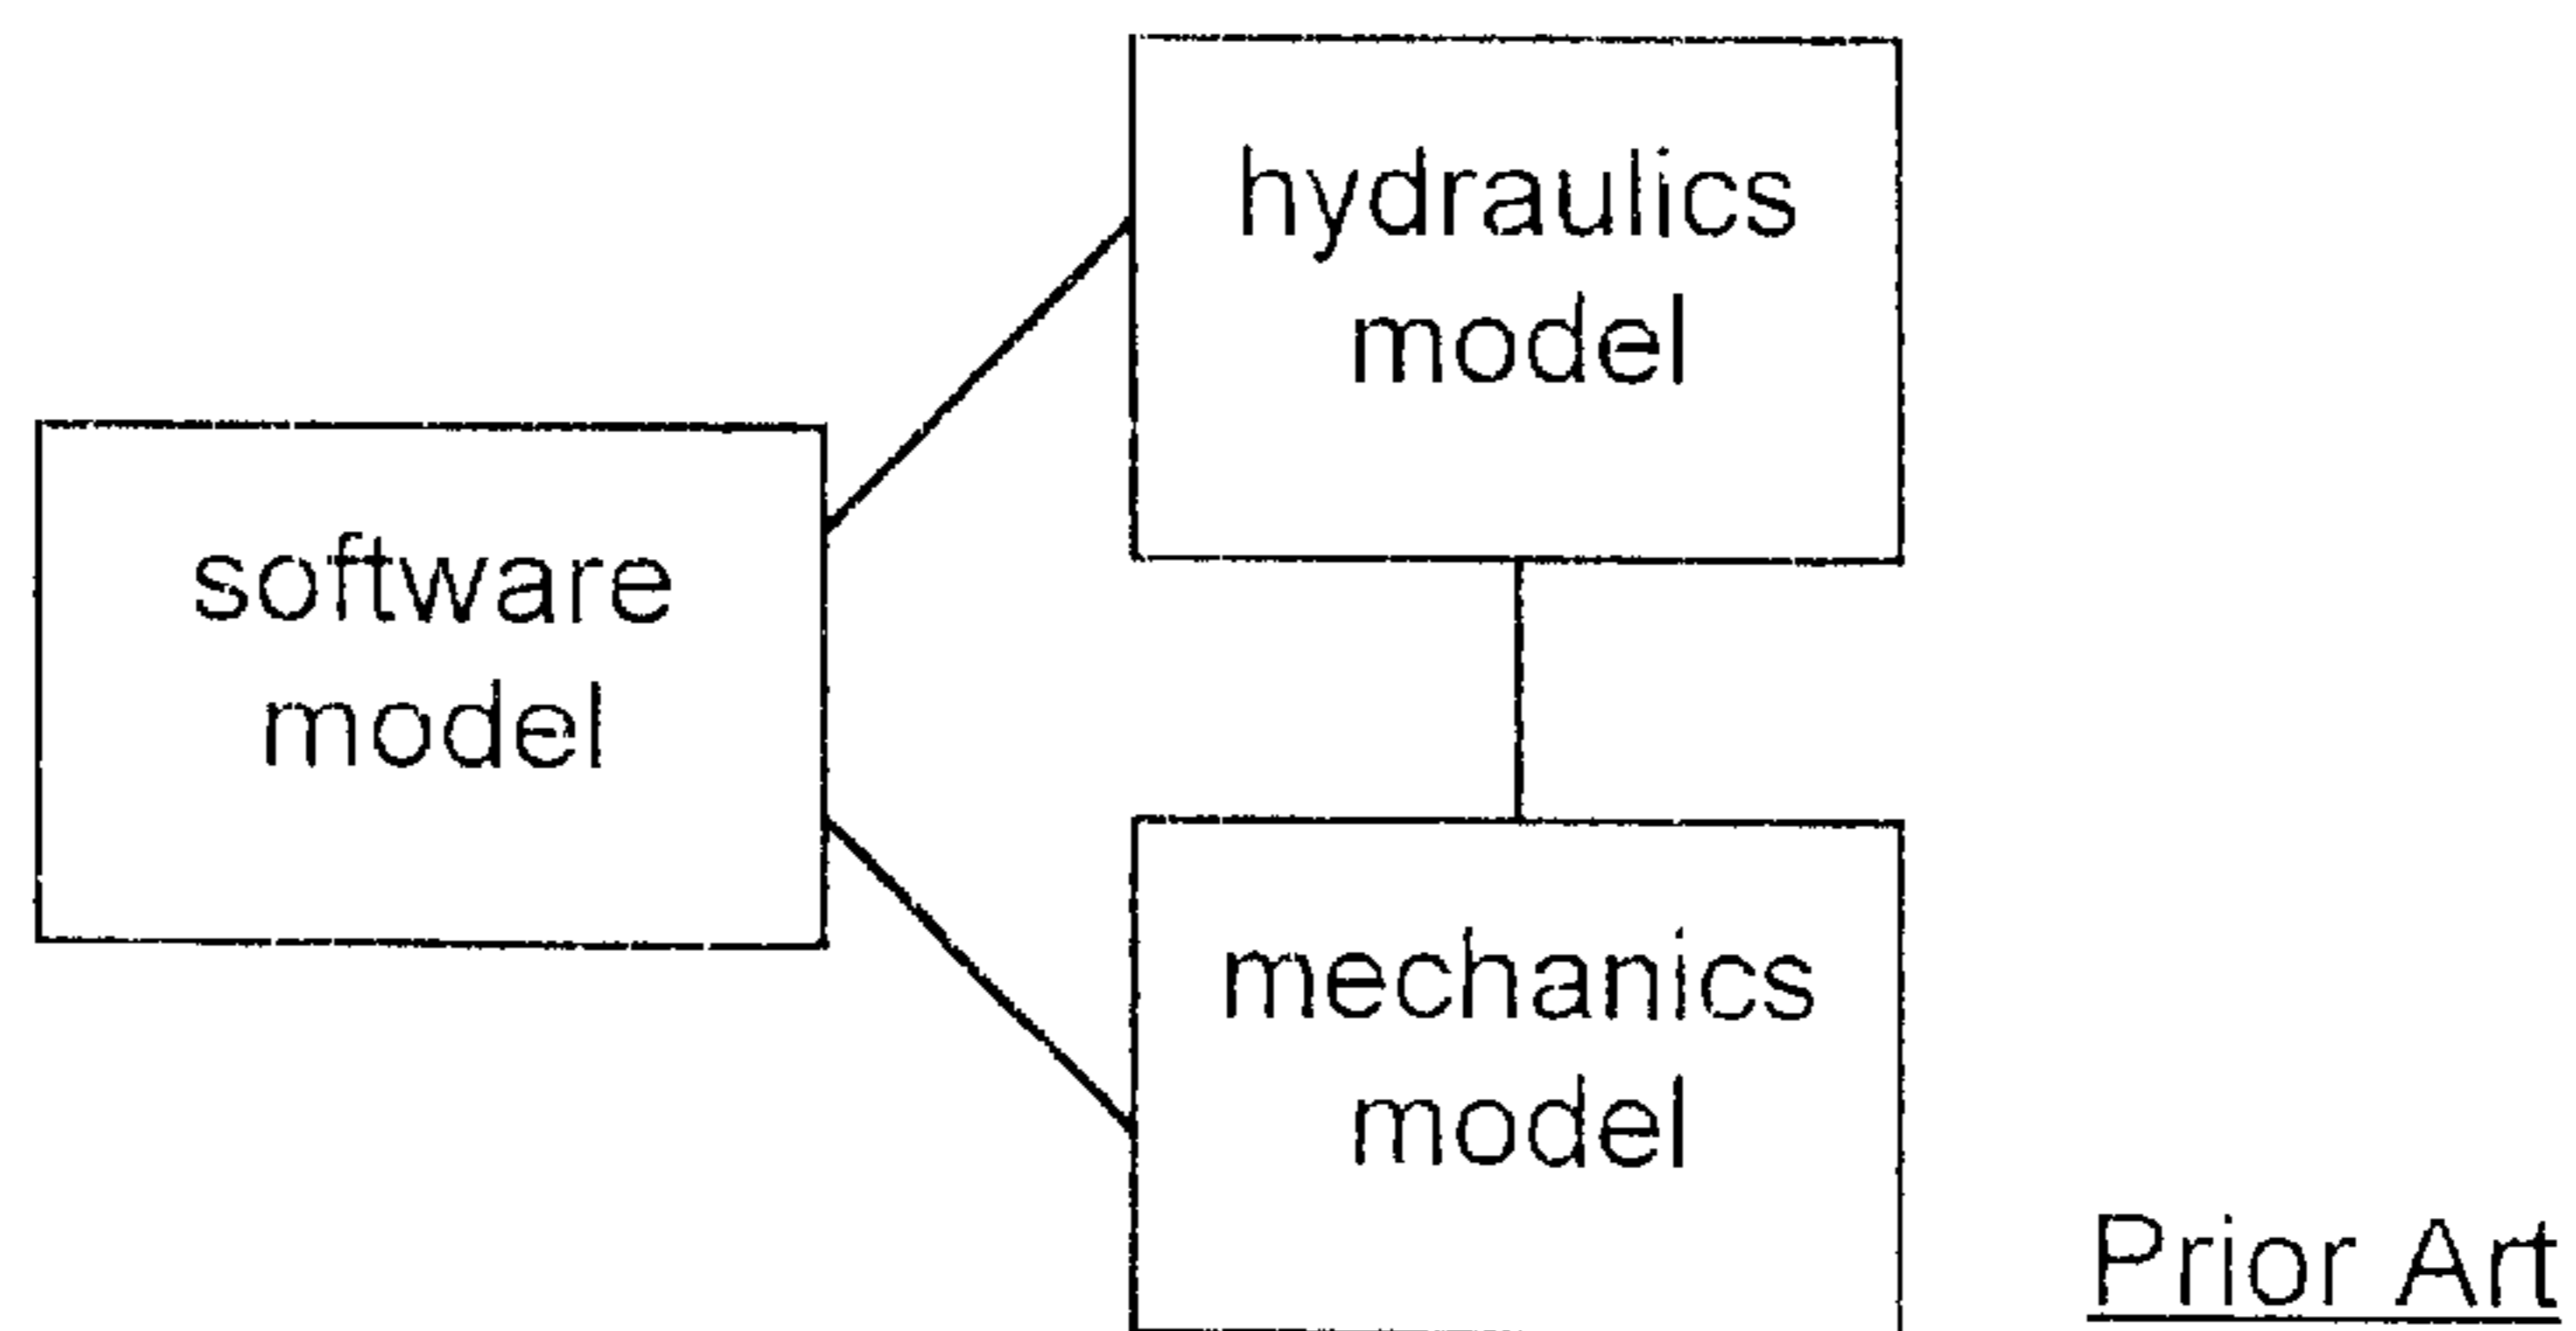 hydraulics
model
software
model
mechanics
model
Prior Art